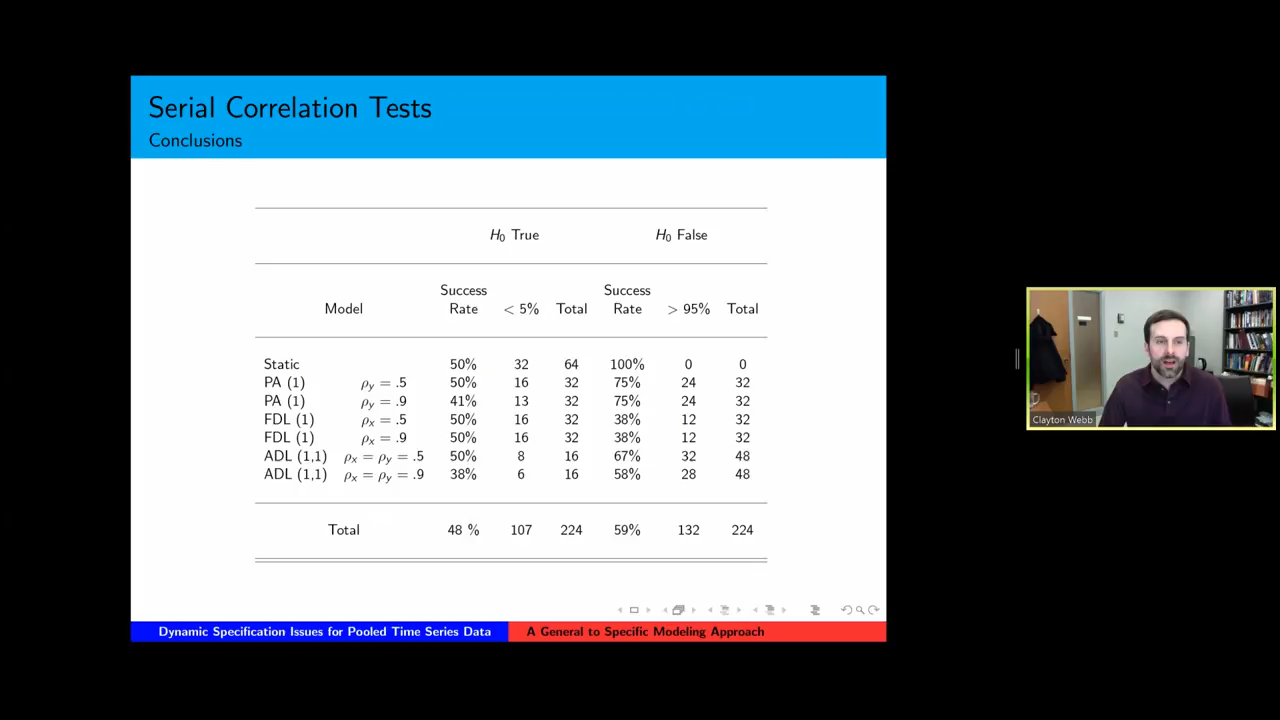 Serial Correlation Tests
Conclusions
H0 True H0 False
Success Success
Model Rate < 5% Total Rate > 95% Total
Static 50% 32 64 100% 0 0
PA (1) ρy = .5 50% 16 32 75% 24 32
PA (1) ρy = .9 41% 13 32 75% 24 32
FDL (1) ρx = .5 50% 16 32 38% 12 32
FDL (1) ρx = .9 50% 16 32 38% 12 32
ADL (1,1) ρx = ρy = .5 50% 8 16 67% 32 48
ADL (1,1) ρx = ρy = .9 38% 6 16 58% 28 48
Total 48 % 107 224 59% 132 224
Dynamic Specification Issues for Pooled Time Series Data A General to Specific Modeling Approach
Clayton Webb